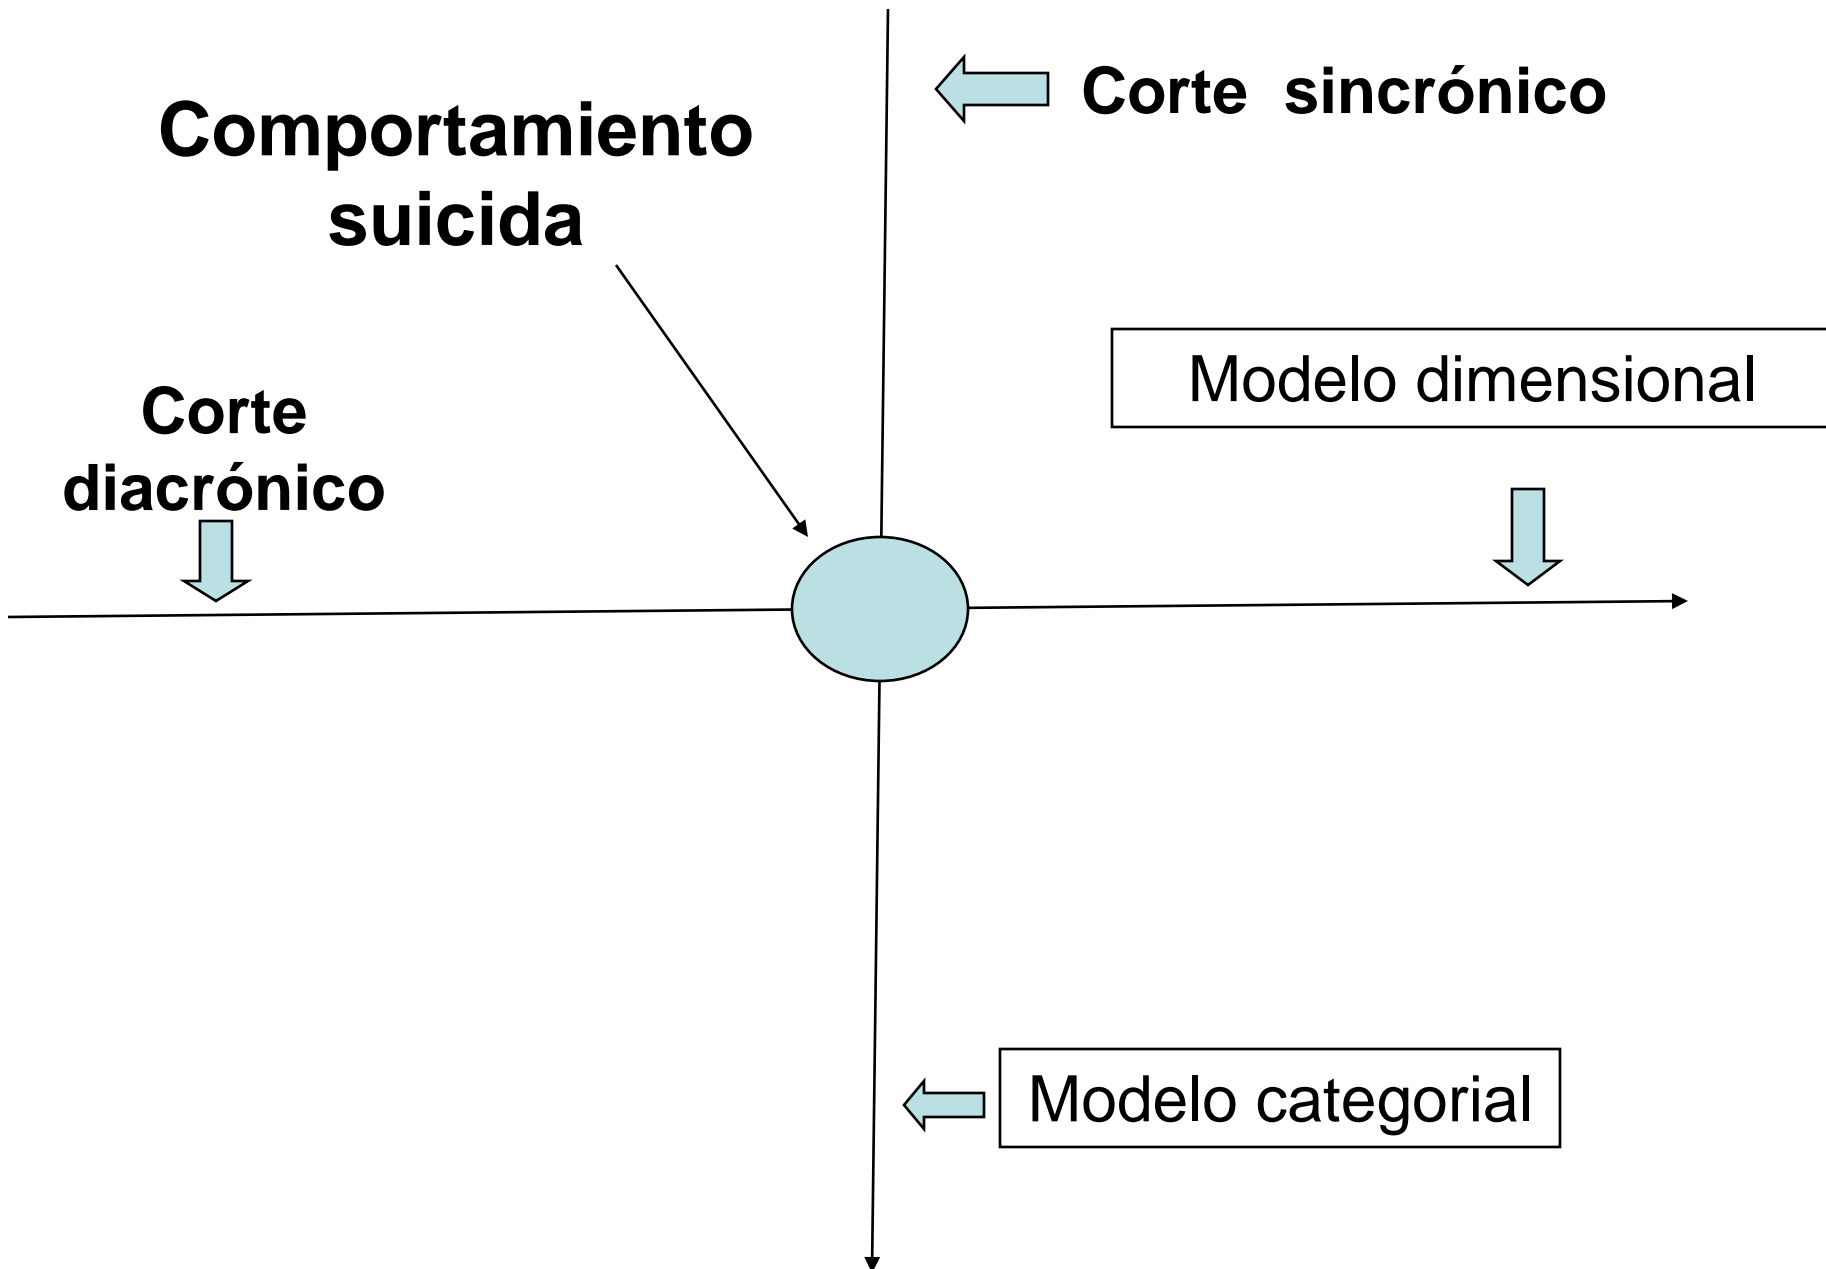 Corte  sincrónico
Comportamiento
suicida
Modelo dimensional
Corte
diacrónico
Modelo categorial